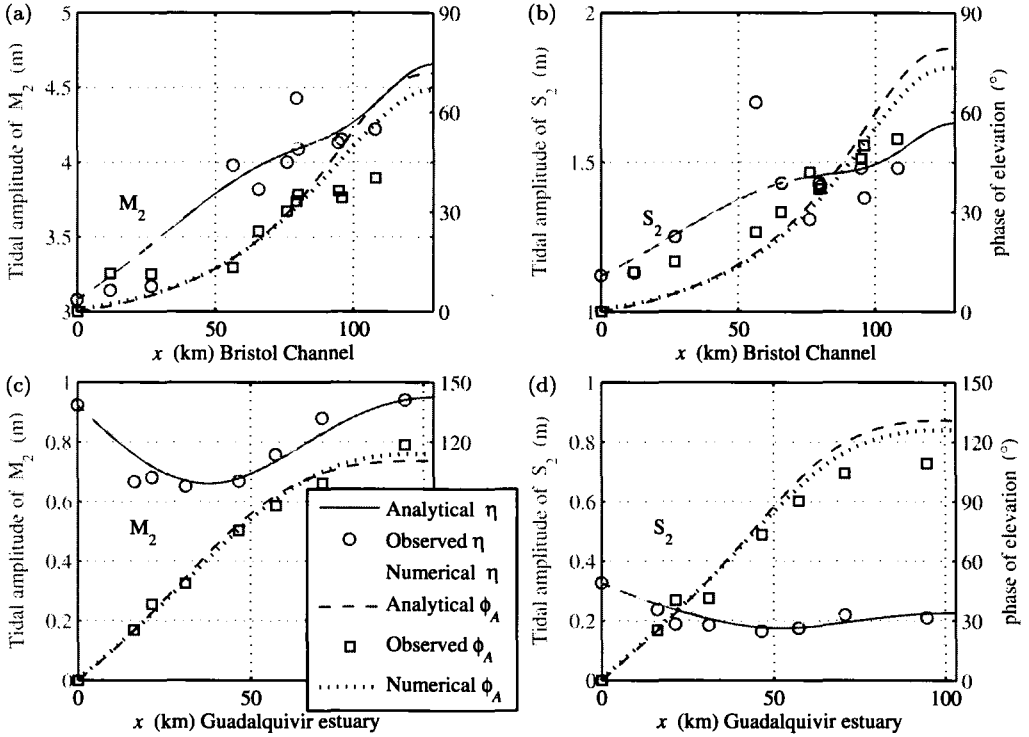 (a)
5
4.5
4
3.5
3
Tidal amplitude of M2 (m)
M2
90
60
30
0
0
50
100
x (km) Bristol Channel
(b)
2
1.5
1
Tidal amplitude of S2 (m)
S2
90
60
30
0
phase of elevation (°)
0
50
100
x (km) Bristol Channel
(c)
1
0.8
0.6
0.4
0.2
0
Tidal amplitude of M2 (m)
M2
150
120
0
50
x (km) Guadalquivir estuary
Analytical η
Observed η
Numerical η
Analytical ϕA
Observed ϕA
Numerical ϕA
(d)
1
0.8
0.6
0.4
0.2
0
Tidal amplitude of S2 (m)
S2
150
120
90
60
30
0
phase of elevation (°)
0
50
100
x (km) Guadalquivir estuary